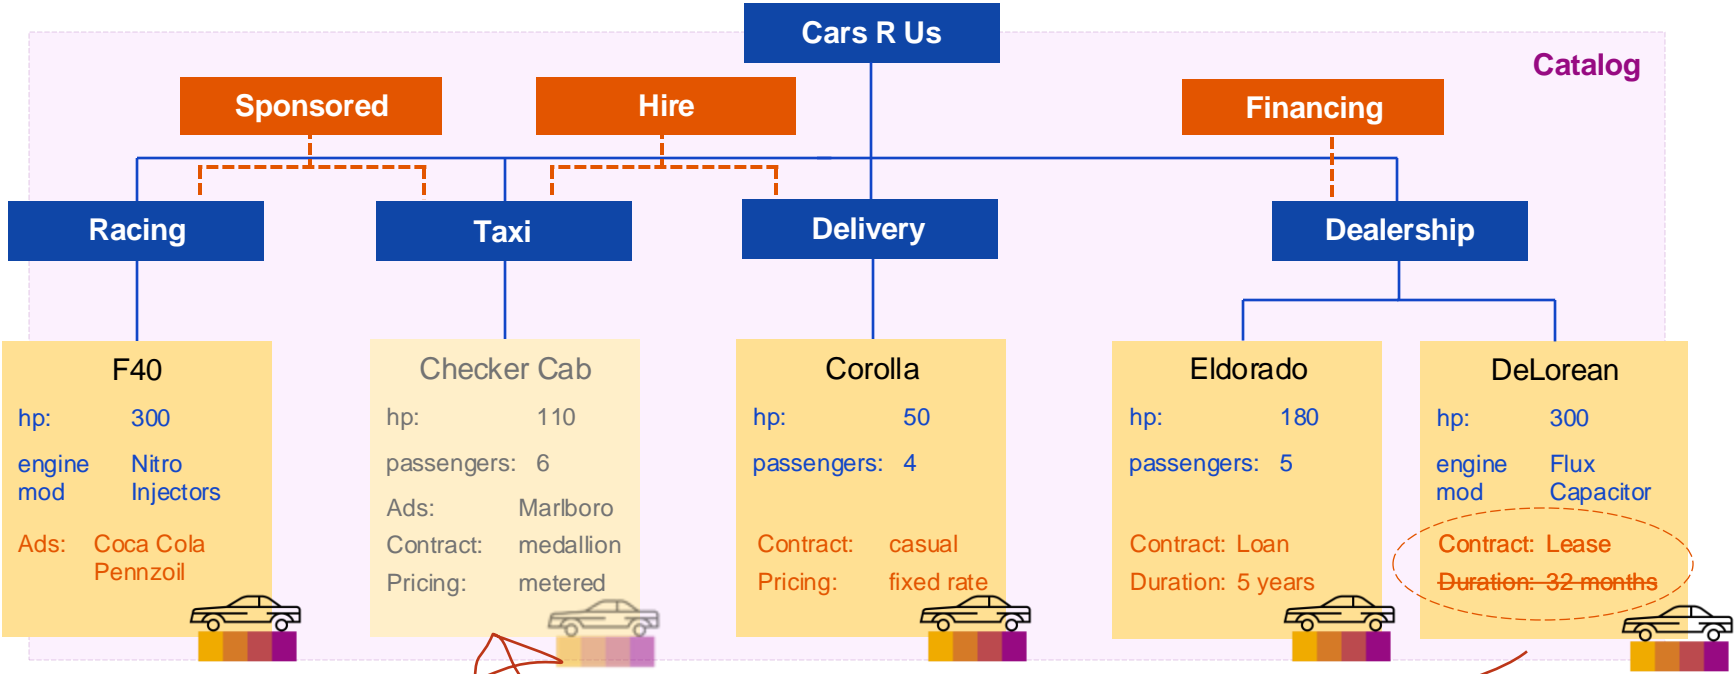 Cars R Us
Catalog
Sponsored
Hire
Financing
Racing
Taxi
Delivery
Dealership
F40
hp: 300
engine mod Nitro Injectors
Ads: Coca Cola
Pennzoil
Checker Cab
hp: 110
passengers: 6
Ads: Marlboro
Contract: medallion
Pricing: metered
Corolla
hp: 50
passengers: 4
Contract: casual
Pricing: fixed rate
Eldorado
hp: 180
passengers: 5
Contract: Loan
Duration: 5 years
DeLorean
hp: 300
engine mod Flux Capacitor
Contract: Lease
Duration: 32 months